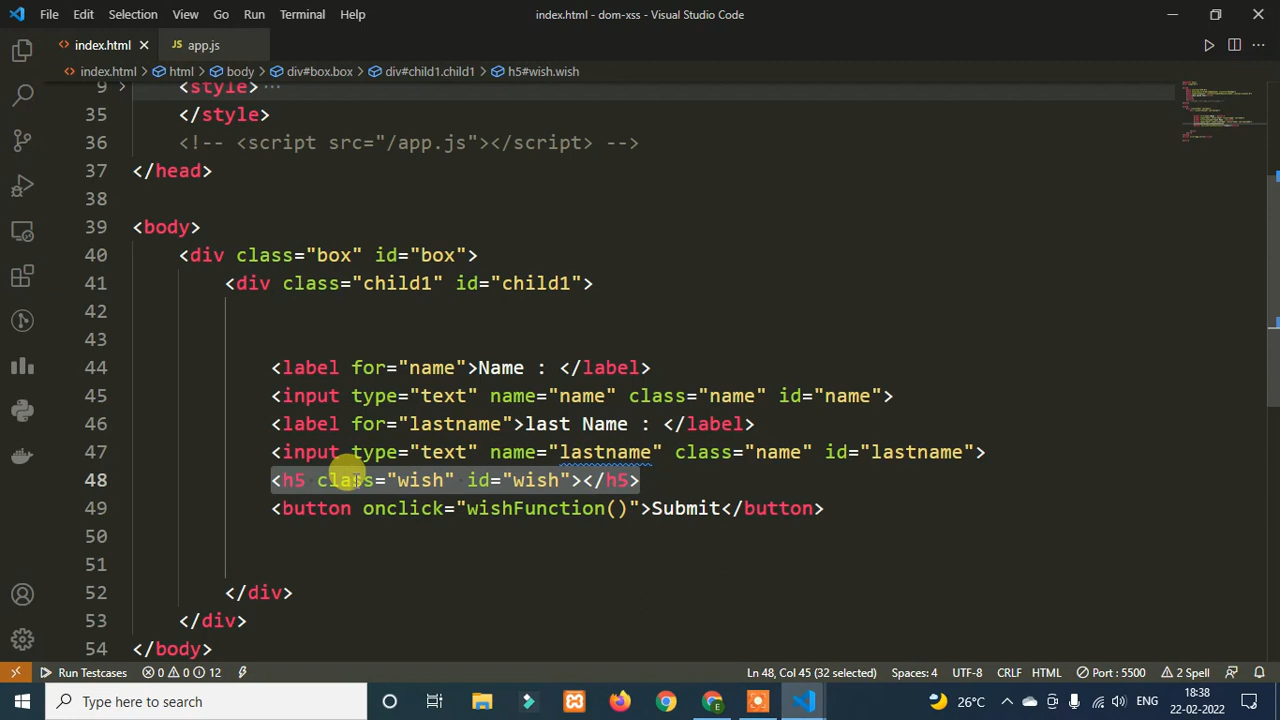 File Edit Selection View Go Run Terminal Help
index.html - dom-xss - Visual Studio Code
index.html
JS app.js
index.html > html > body > div#box.box > div#child1.child1 > h5#wish.wish
9 <style> ···
35 </style>
36 <!-- <script src="/app.js"></script> -->
37 </head>
38
39 <body>
40 <div class="box" id="box">
41 <div class="child1" id="child1">
42
43
44 <label for="name">Name : </label>
45 <input type="text" name="name" class="name" id="name">
46 <label for="lastname">last Name : </label>
47 <input type="text" name="lastname" class="name" id="lastname">
48 <h5 class="wish" id="wish"></h5>
49 <button onclick="wishFunction()">Submit</button>
50
51
52 </div>
53 </div>
54 </body>
Run Testcases 0 0 12
Ln 48, Col 45 (32 selected) Spaces: 4 UTF-8 CRLF HTML Port : 5500 2 Spell
Type here to search
26°C
ENG
18:38
22-02-2022